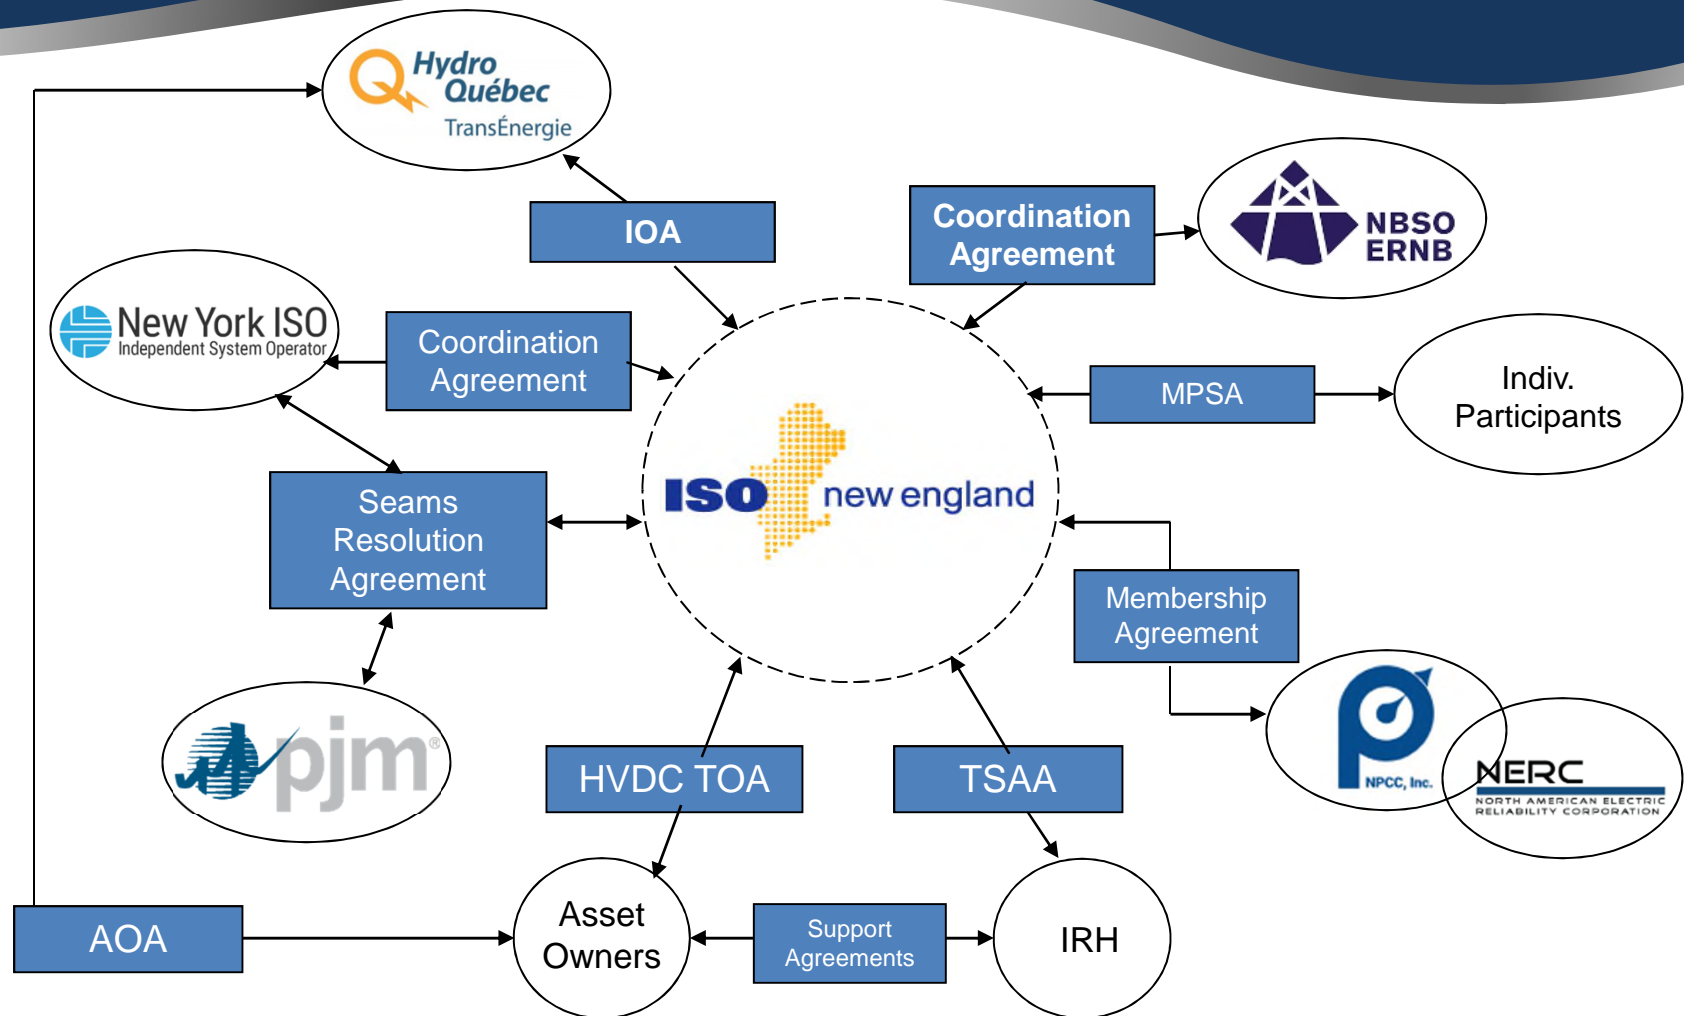 Hydro
Québec
TransÉnergie
IOA
Coordination
Agreement
NBSO
ERNB
New York ISO
Independent System Operator
Coordination
Agreement
MPSA
Indiv.
Participants
ISO new england
Seams
Resolution
Agreement
Membership
Agreement
pjm®
HVDC TOA
TSAA
NPCC, Inc.
NERC
NORTH AMERICAN ELECTRIC
RELIABILITY CORPORATION
AOA
Asset
Owners
Support
Agreements
IRH